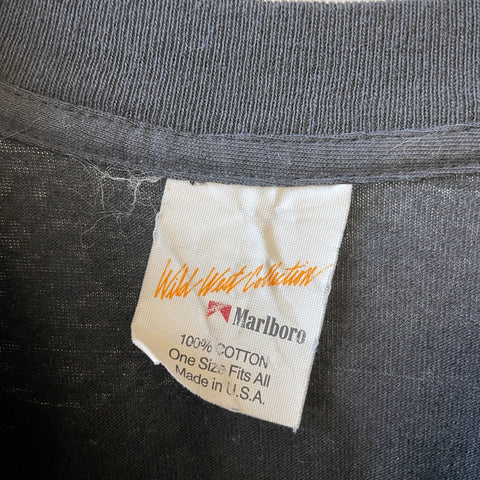 Wild West Collection
Marlboro
100% COTTON
One Size Fits All
Made in U.S.A.